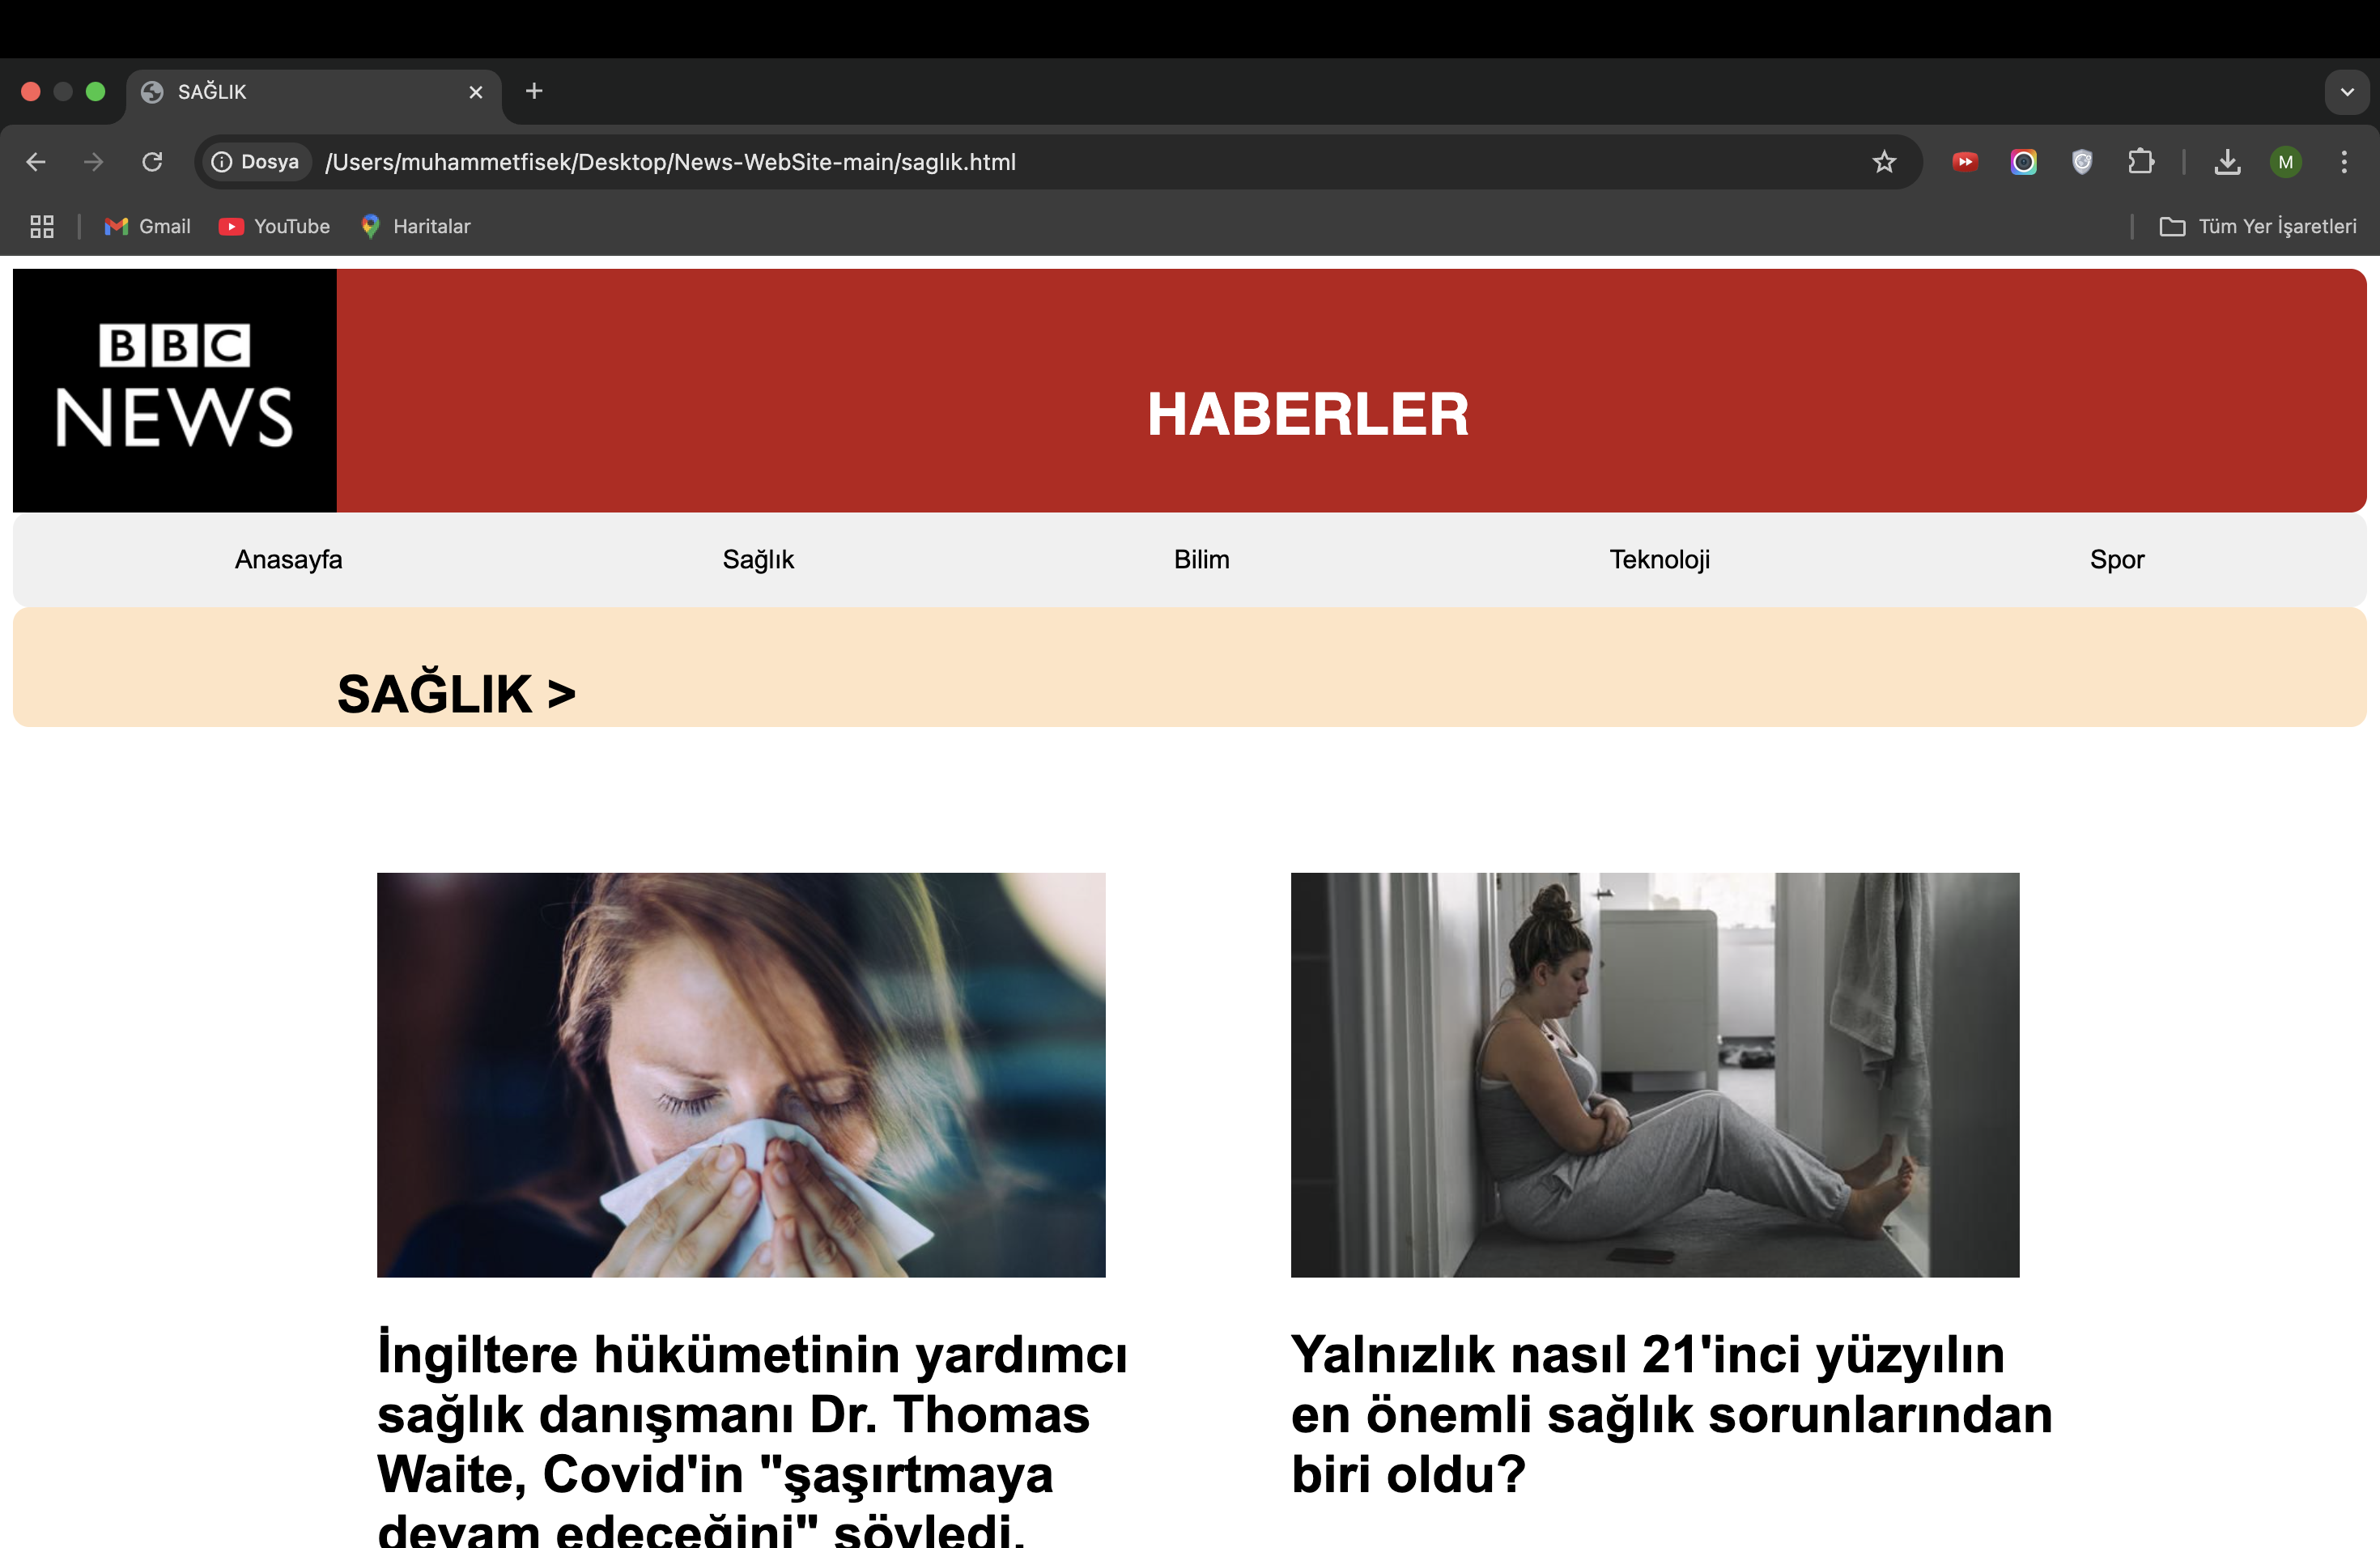 SAĞLIK
Dosya /Users/muhammetfisek/Desktop/News-WebSite-main/saglık.html
M
Gmail YouTube Haritalar Tüm Yer İşaretleri
BBC
NEWS
HABERLER
Anasayfa Sağlık Bilim Teknoloji Spor
SAĞLIK >
İngiltere hükümetinin yardımcı
sağlık danışmanı Dr. Thomas
Waite, Covid'in "şaşırtmaya
devam edeceğini" söyledi.
Yalnızlık nasıl 21'inci yüzyılın
en önemli sağlık sorunlarından
biri oldu?